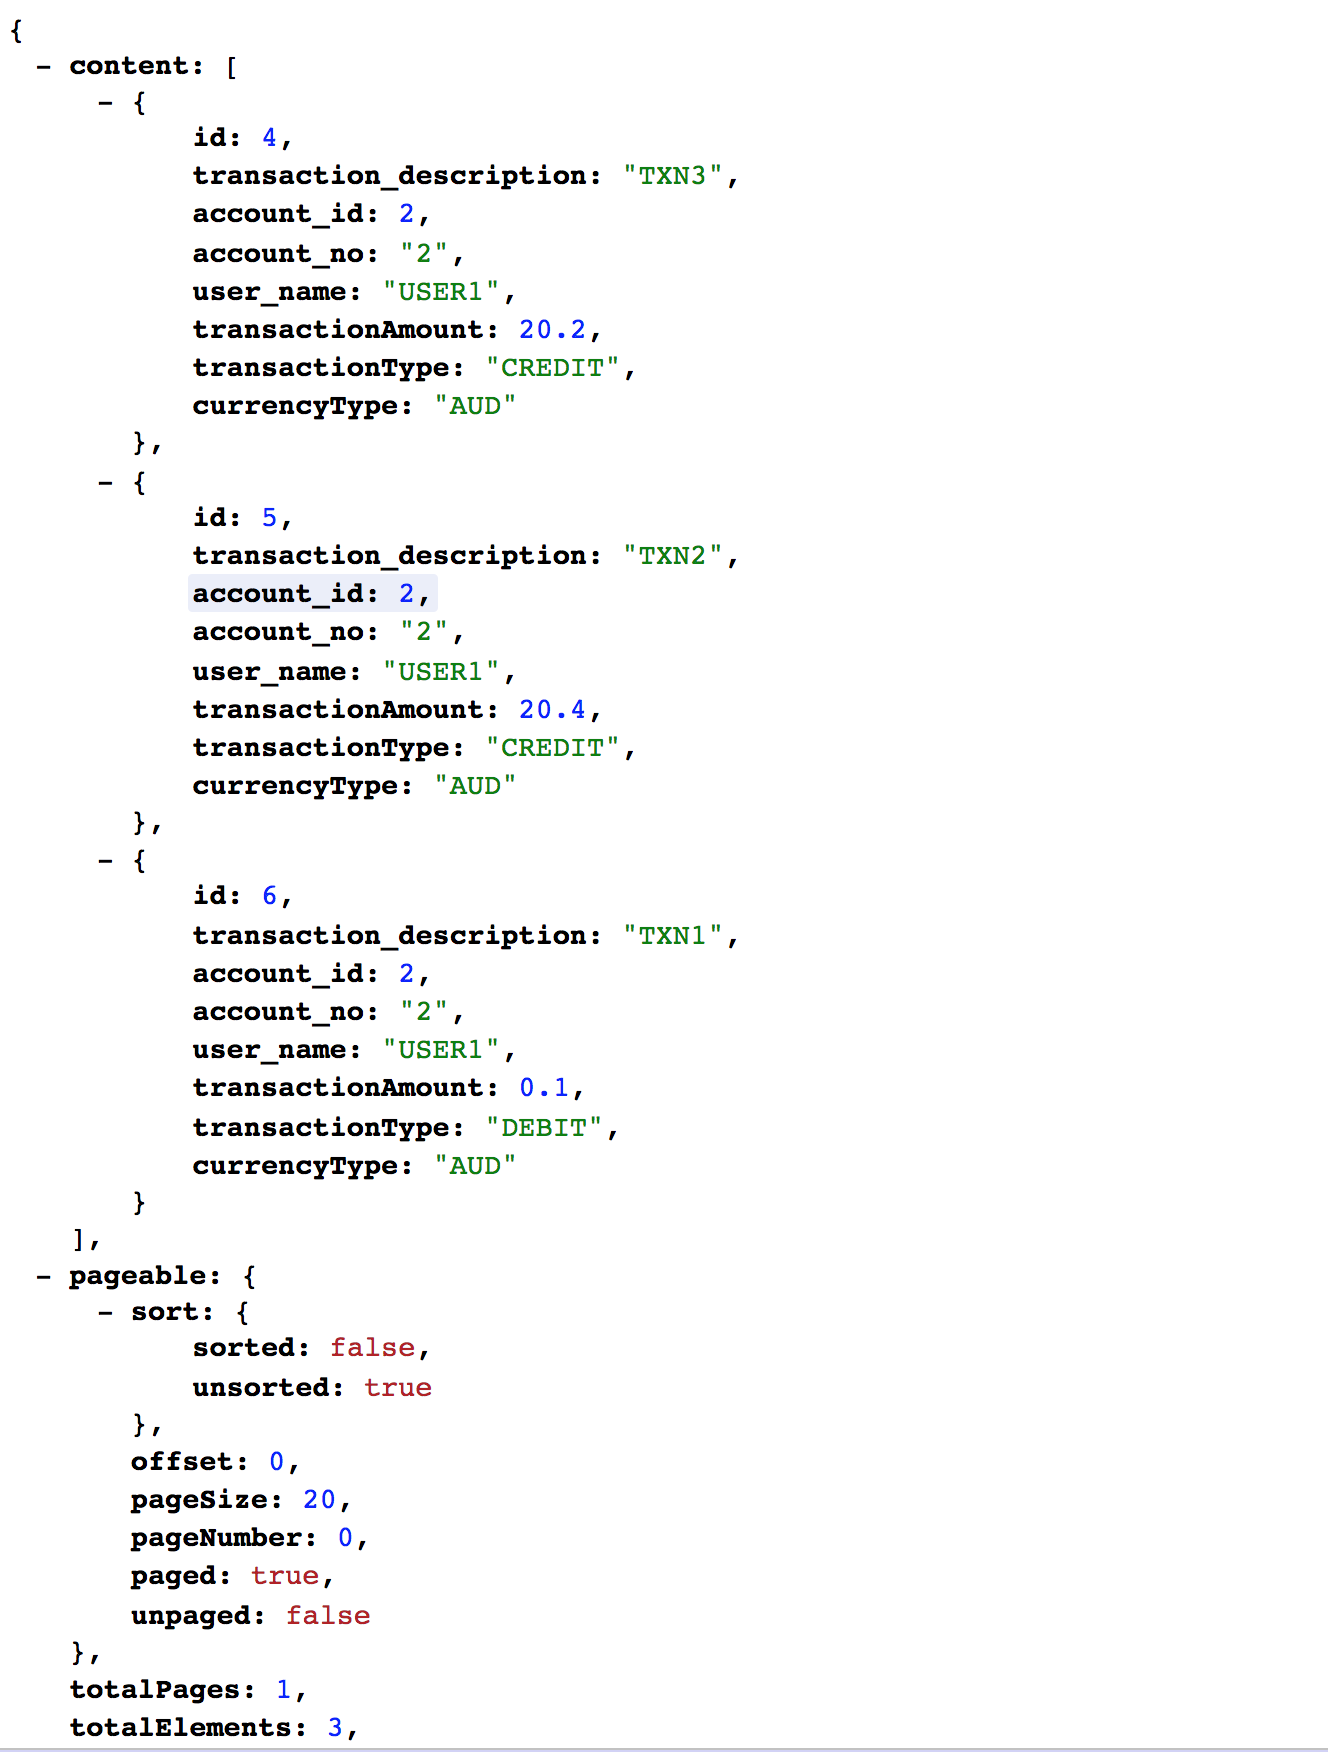 {
- content: [
- {
id: 4,
transaction_description: "TXN3",
account_id: 2,
account_no: "2",
user_name: "USER1",
transactionAmount: 20.2,
transactionType: "CREDIT",
currencyType: "AUD"
},
- {
id: 5,
transaction_description: "TXN2",
account_id: 2,
account_no: "2",
user_name: "USER1",
transactionAmount: 20.4,
transactionType: "CREDIT",
currencyType: "AUD"
},
- {
id: 6,
transaction_description: "TXN1",
account_id: 2,
account_no: "2",
user_name: "USER1",
transactionAmount: 0.1,
transactionType: "DEBIT",
currencyType: "AUD"
}
],
- pageable: {
- sort: {
sorted: false,
unsorted: true
},
offset: 0,
pageSize: 20,
pageNumber: 0,
paged: true,
unpaged: false
},
totalPages: 1,
totalElements: 3,